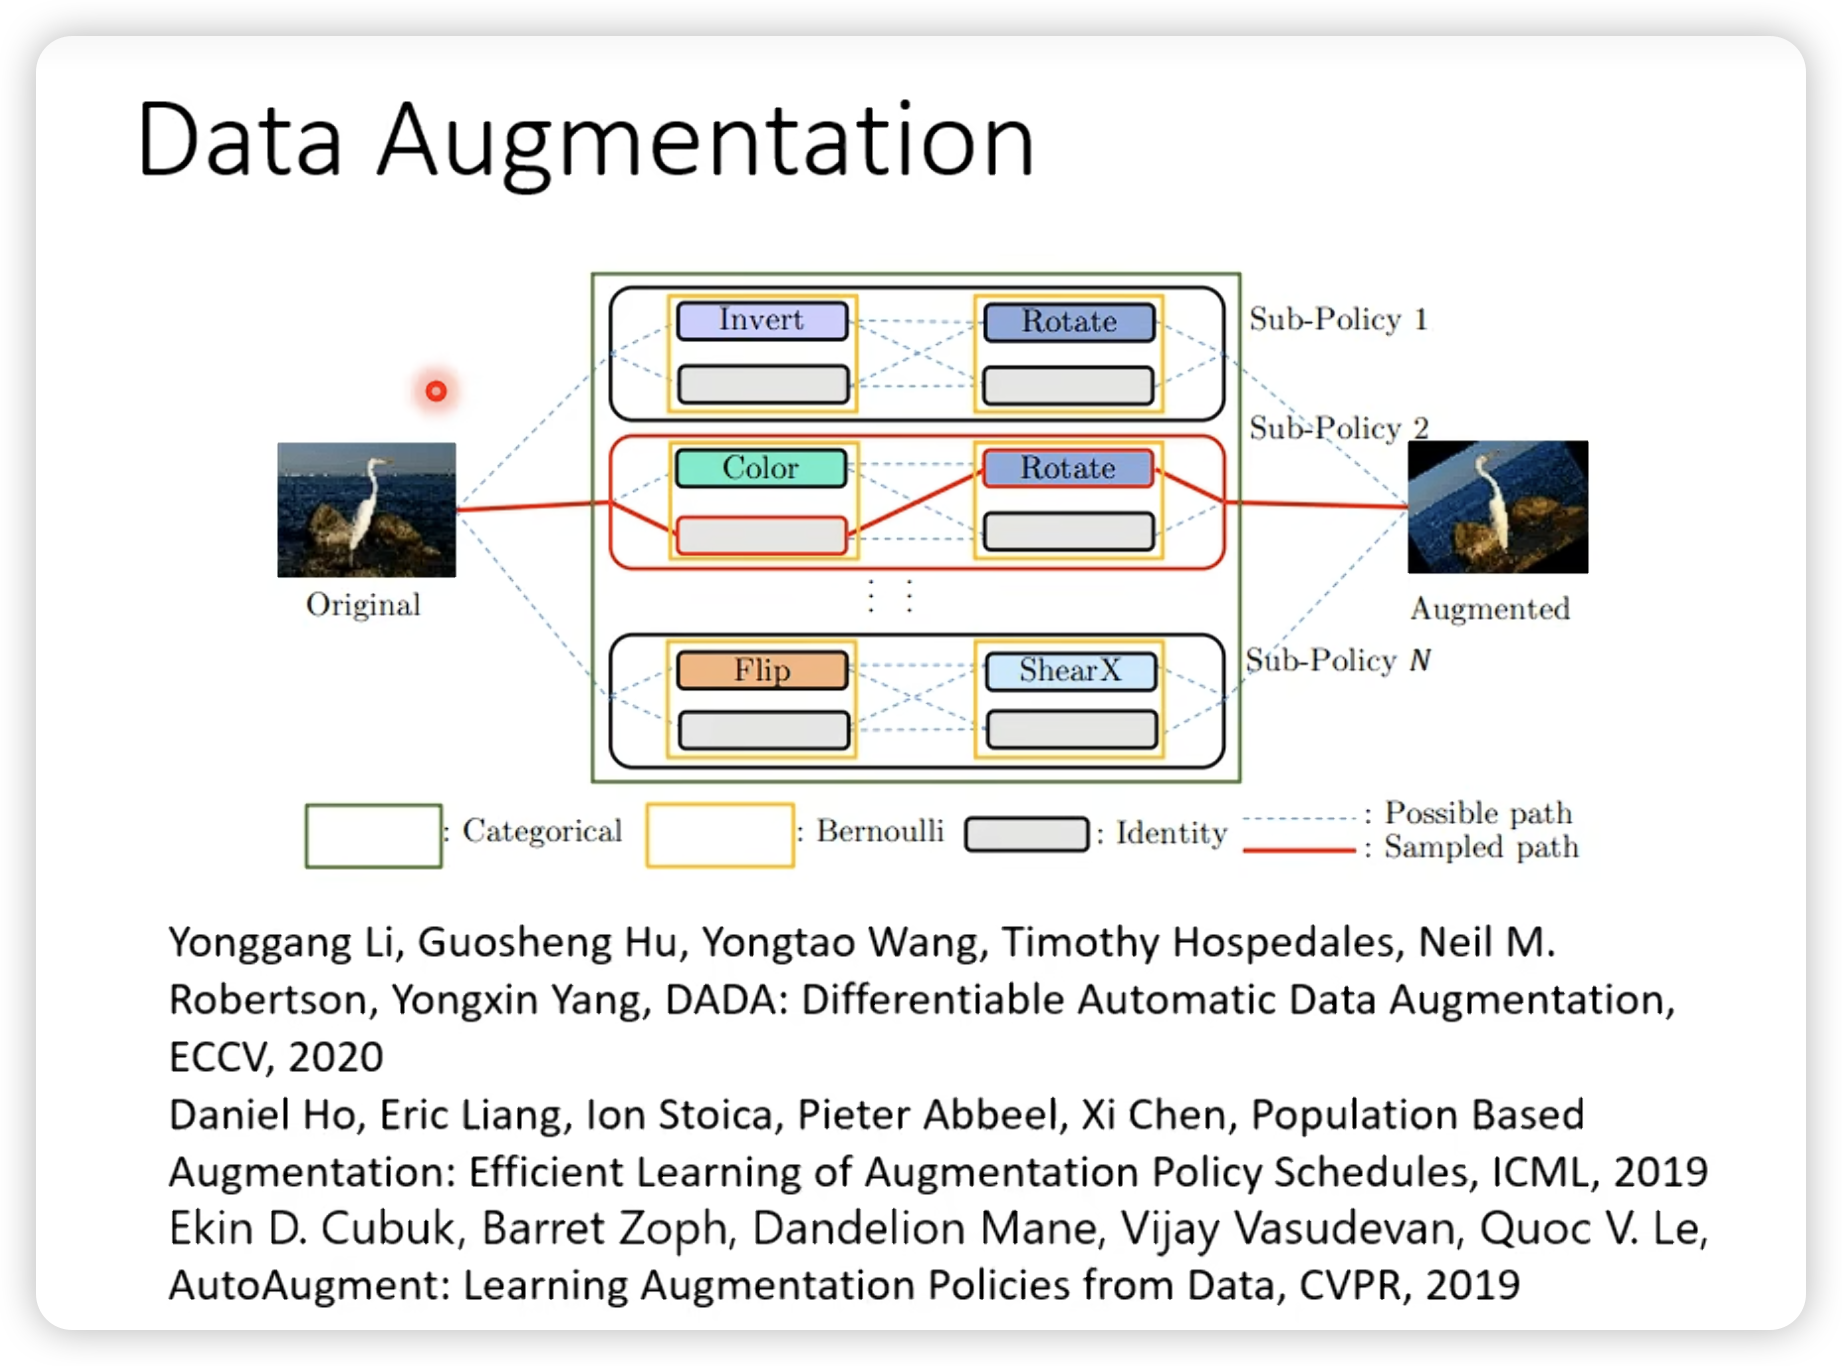 Data Augmentation
Invert
Rotate
Sub-Policy 1
Sub-Policy 2
Color
Rotate
Original
Augmented
Flip
ShearX
Sub-Policy N
: Categorical
: Bernoulli
: Identity
: Possible path
: Sampled path
Yonggang Li, Guosheng Hu, Yongtao Wang, Timothy Hospedales, Neil M.
Robertson, Yongxin Yang, DADA: Differentiable Automatic Data Augmentation,
ECCV, 2020
Daniel Ho, Eric Liang, Ion Stoica, Pieter Abbeel, Xi Chen, Population Based
Augmentation: Efficient Learning of Augmentation Policy Schedules, ICML, 2019
Ekin D. Cubuk, Barret Zoph, Dandelion Mane, Vijay Vasudevan, Quoc V. Le,
AutoAugment: Learning Augmentation Policies from Data, CVPR, 2019